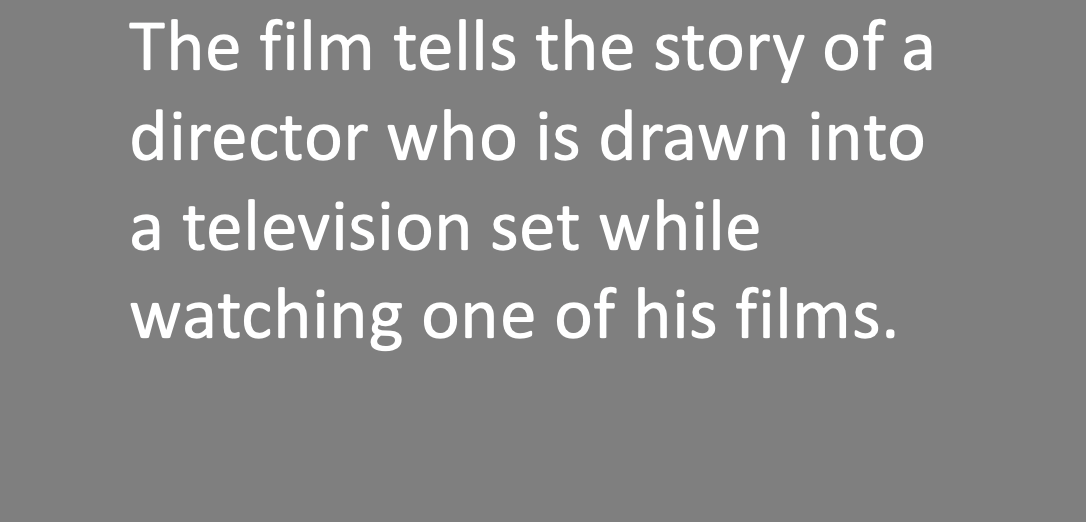 The film tells the story of a
director who is drawn into
a television set while
watching one of his films.